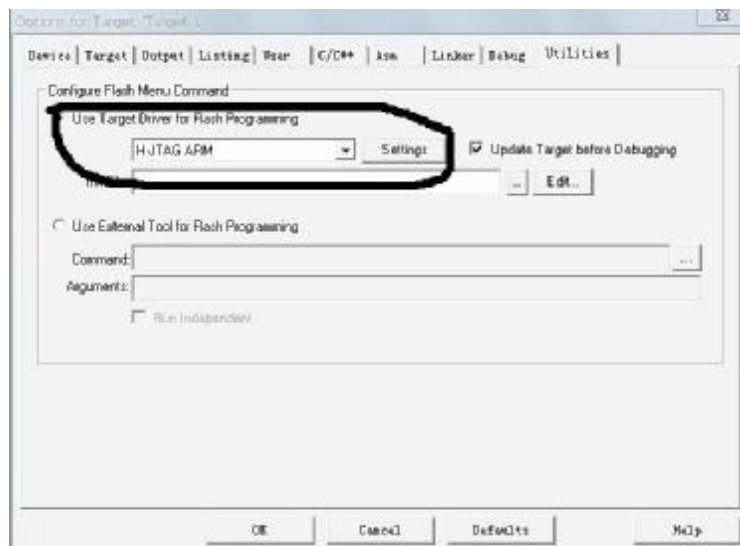 Options for Target 'Target 1'
Device Target Output Listing User C/C++ Asm Linker Debug Utilities
Configure Flash Menu Command
Use Target Driver for Flash Programming
H-JTAG ARM Settings Update Target before Debugging
... Edit...
Use External Tool for Flash Programming
Command: ...
Arguments:
Run Independent
OK Cancel Defaults Help